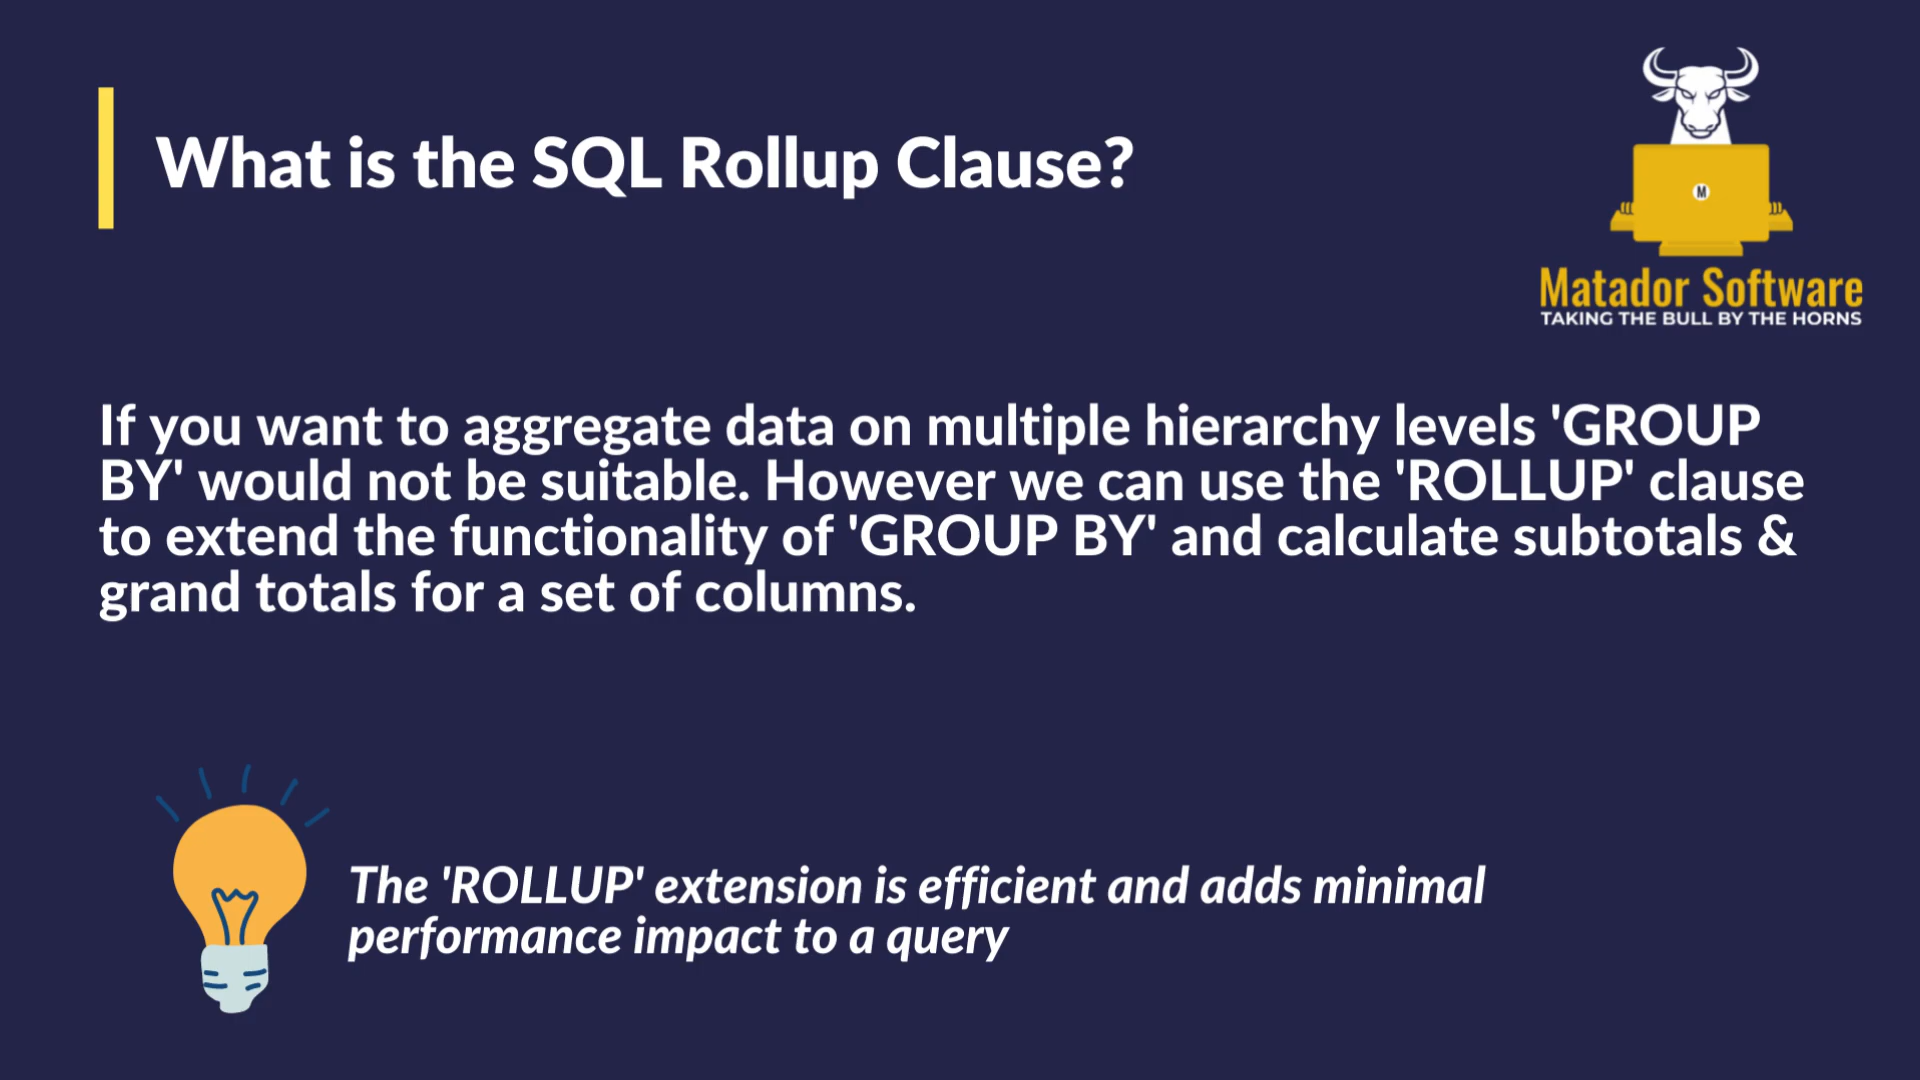 What is the SQL Rollup Clause?
M
Matador Software
TAKING THE BULL BY THE HORNS
If you want to aggregate data on multiple hierarchy levels 'GROUP
BY' would not be suitable. However we can use the 'ROLLUP' clause
to extend the functionality of 'GROUP BY' and calculate subtotals &
grand totals for a set of columns.
The 'ROLLUP' extension is efficient and adds minimal
performance impact to a query